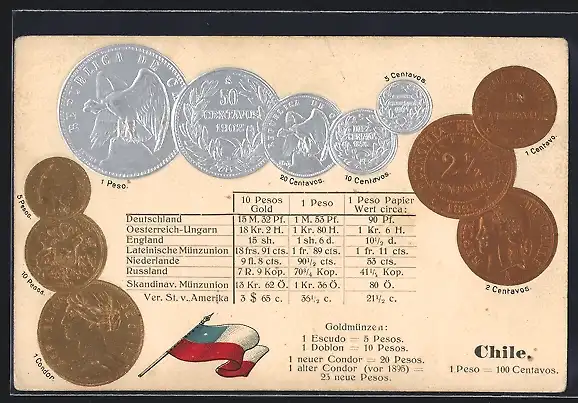 REPUBLICA DE C
50
CENTAVOS
1902
5 Centavos.
1 Peso.
20 Centavos.
10 Centavos.
1 Centavo.
2½
2 Centavos.
5 Pesos.
10 Pesos.
1 Condor.
10 Pesos Gold | 1 Peso | 1 Peso Papier Wert circa:
Deutschland 15 M. 32 Pf. 1 M. 53 Pf. 90 Pf.
Oesterreich-Ungarn 18 Kr. 2 H. 1 Kr. 80 H. 1 Kr. 6 H.
England 15 sh. 1 sh. 6 d. 10½ d.
Lateinische Münzunion 18 frs. 91 cts. 1 fr. 89 cts. 1 fr. 11 cts.
Niederlande 9 fl. 8 cts. 90½ cts. 53 cts.
Russland 7 R. 9 Kop. 70¾ Kop. 41¼ Kop.
Skandinav. Münzunion 13 Kr. 62 Ö. 1 Kr. 36 Ö. 80 Ö.
Ver. St. v. Amerika 3 $ 65 c. 36½ c. 21½ c.
Goldmünzen:
1 Escudo = 5 Pesos.
1 Doblon = 10 Pesos.
1 neuer Condor = 20 Pesos.
1 alter Condor (vor 1895) =
25 neue Pesos.
Chile.
1 Peso = 100 Centavos.